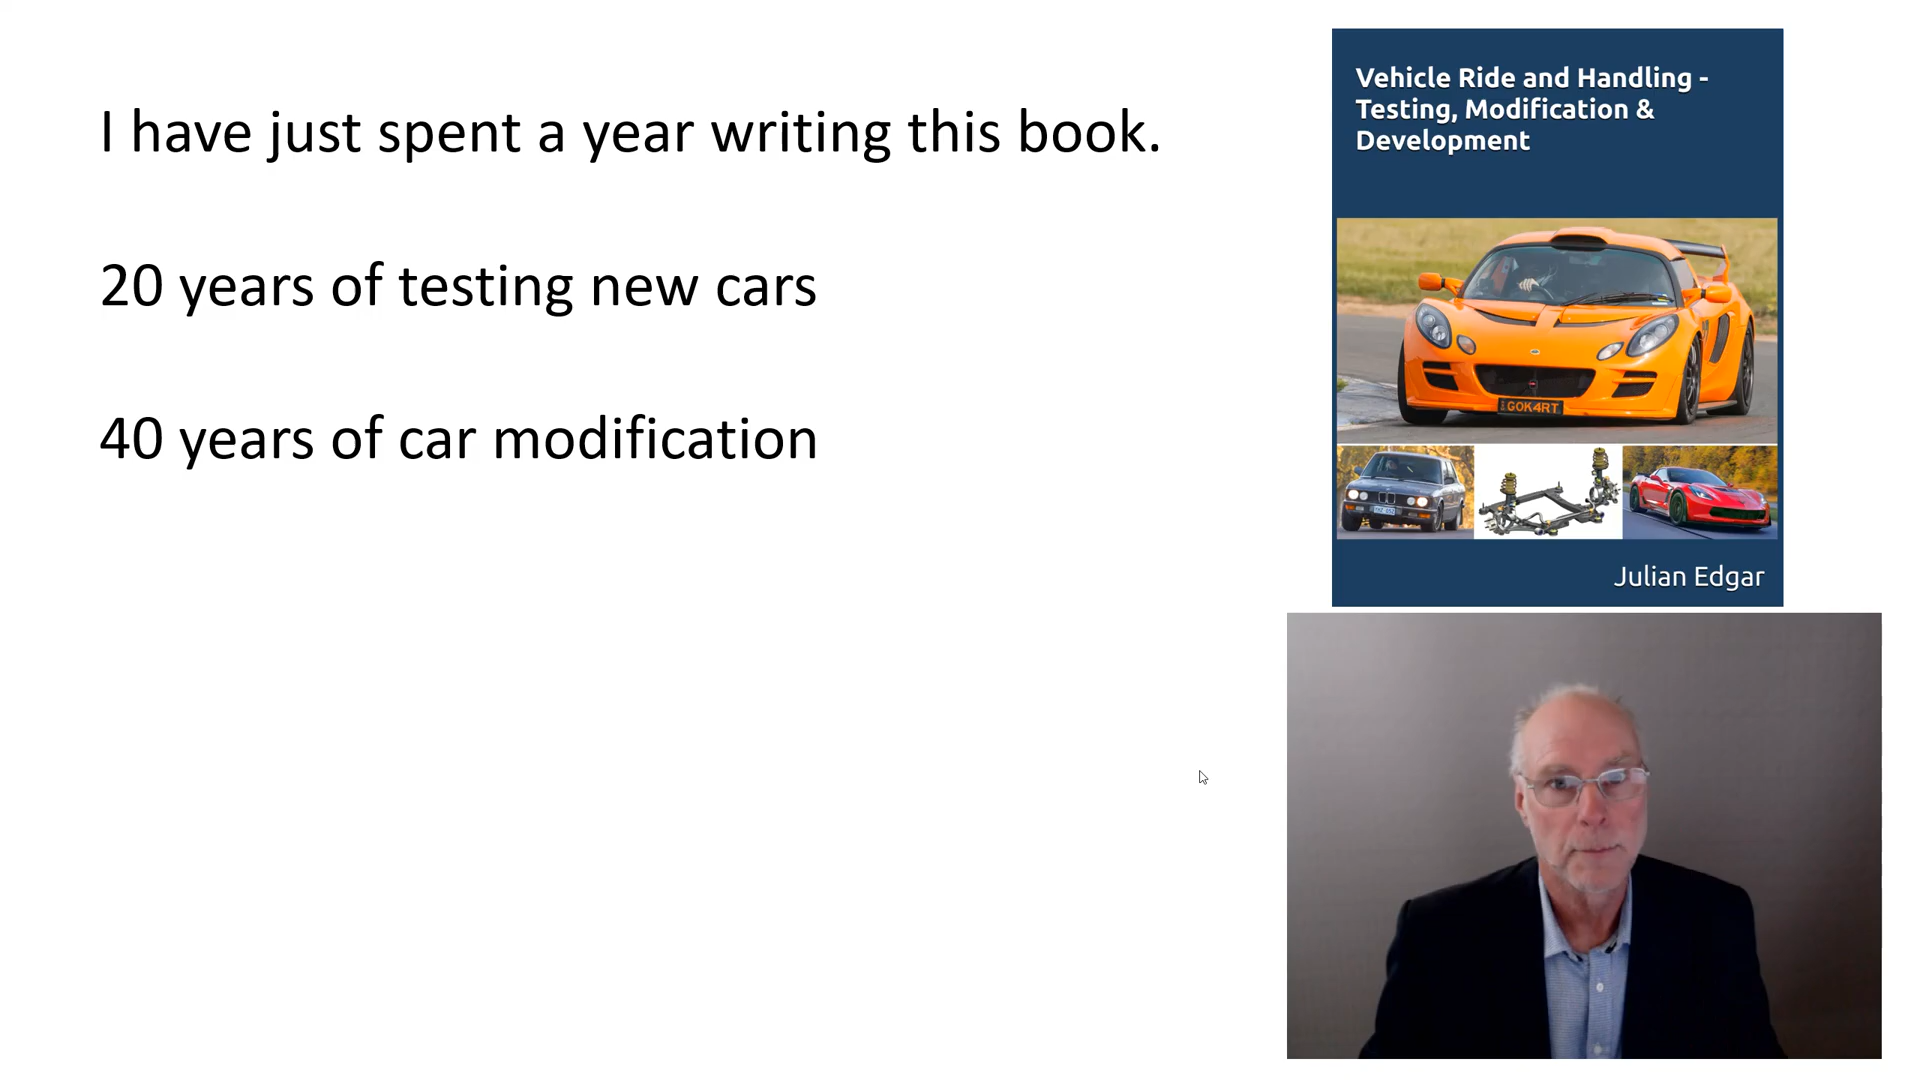 I have just spent a year writing this book.
20 years of testing new cars
40 years of car modification
Vehicle Ride and Handling -
Testing, Modification &
Development
GOK4RT
Julian Edgar